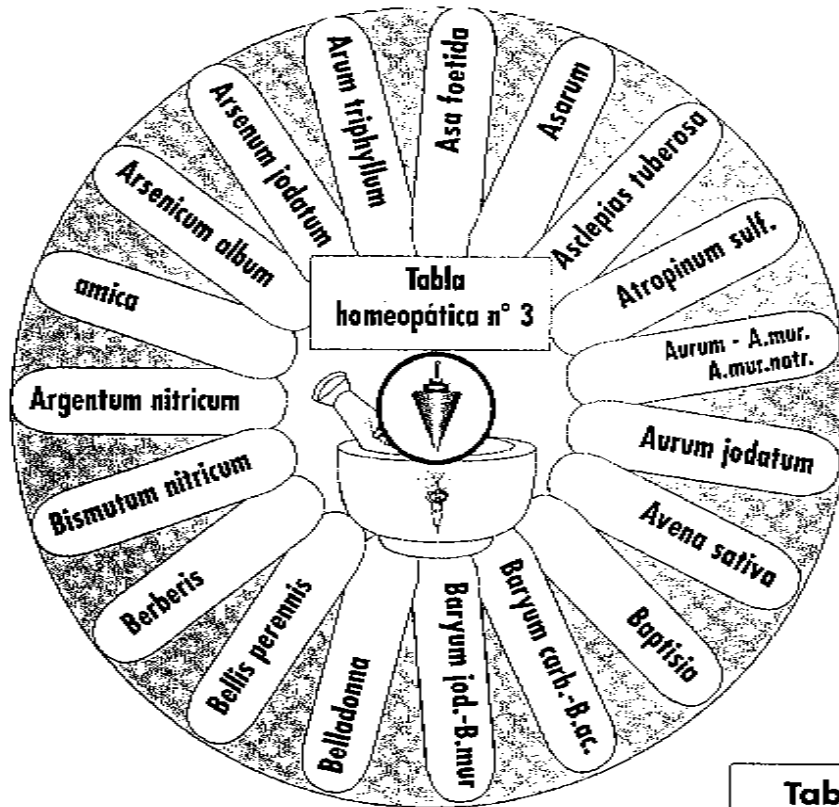 Tabla
homeopática n° 3
Argentum nitricum
amica
Arsenicum album
Arsenum jodatum
Arum triphyllum
Asa foetida
Asarum
Asclepias tuberosa
Atropinum sulf.
Aurum - A.mur.
A.mur.natr.
Aurum jodatum
Avena sativa
Baptisia
Baryum carb.-B.ac.
Baryum jod.-B.mur
Belladonna
Bellis perennis
Berberis
Bismutum nitricum
Tab